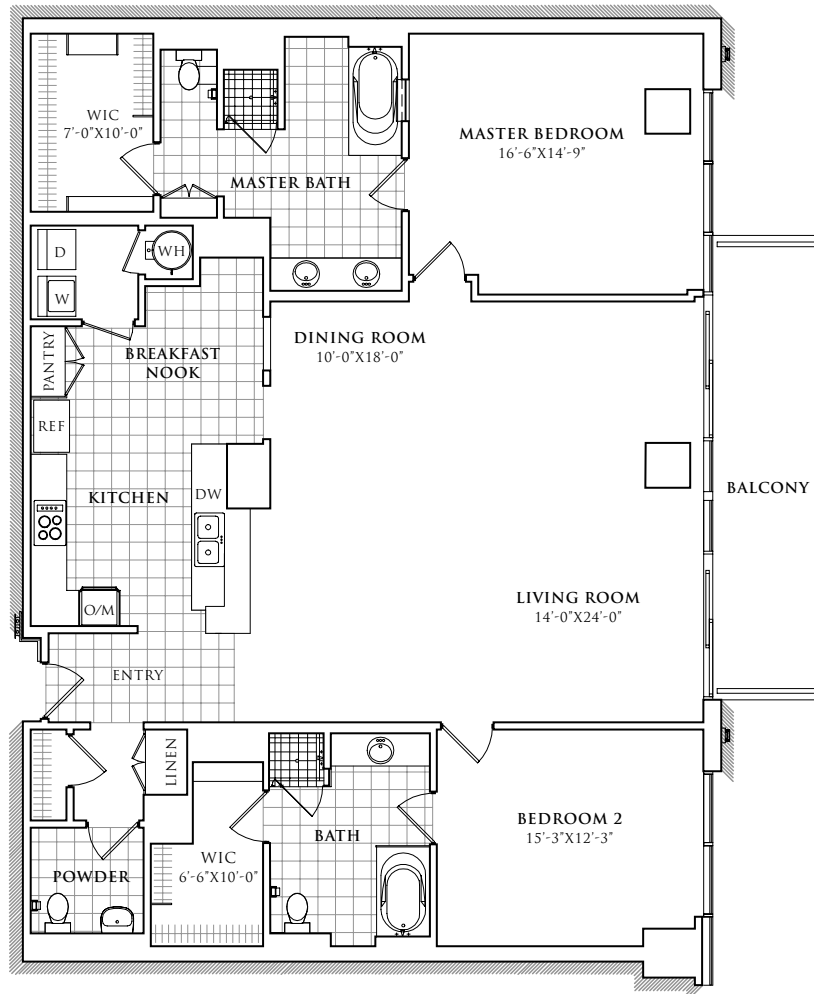 WIC
7'-0"X10'-0"
MASTER BEDROOM
16'-6"X14'-9"
MASTER BATH
D
WH
W
DINING ROOM
10'-0"X18'-0"
BREAKFAST
NOOK
PANTRY
REF
KITCHEN
DW
BALCONY
O/M
LIVING ROOM
14'-0"X24'-0"
ENTRY
LINEN
BEDROOM 2
15'-3"X12'-3"
BATH
WIC
6'-6"X10'-0"
POWDER